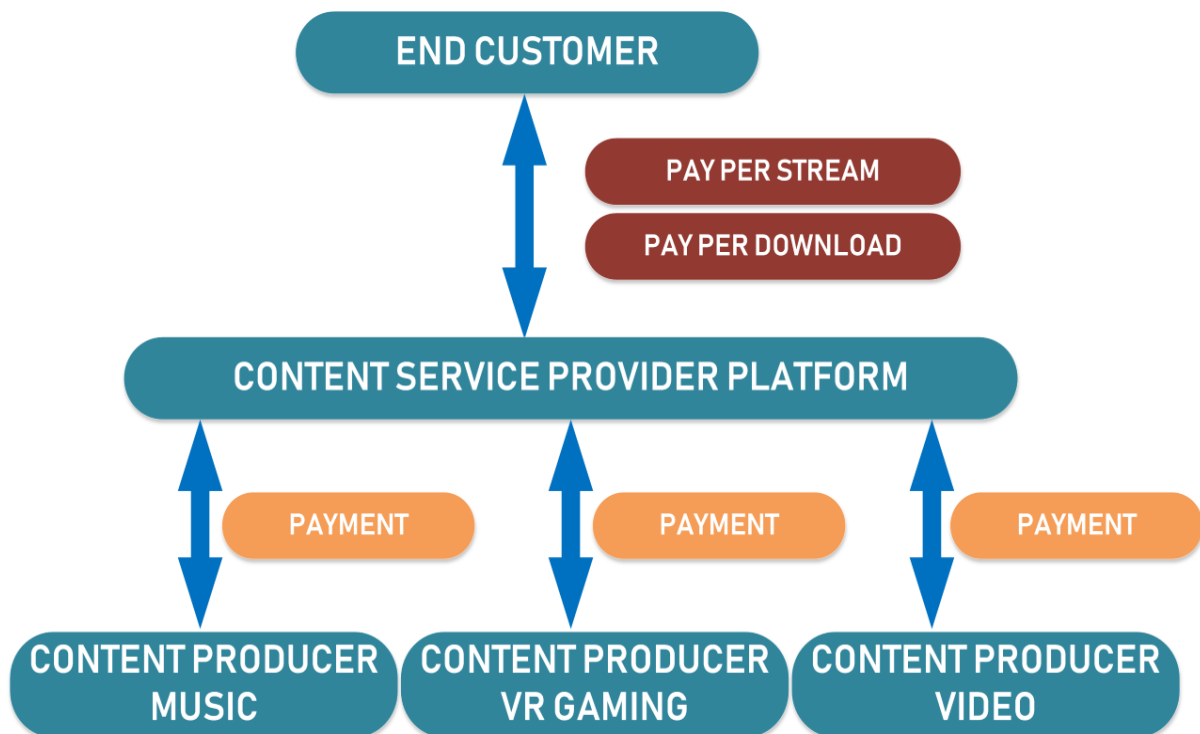 END CUSTOMER
PAY PER STREAM
PAY PER DOWNLOAD
CONTENT SERVICE PROVIDER PLATFORM
PAYMENT
PAYMENT
PAYMENT
CONTENT PRODUCER
MUSIC
CONTENT PRODUCER
VR GAMING
CONTENT PRODUCER
VIDEO